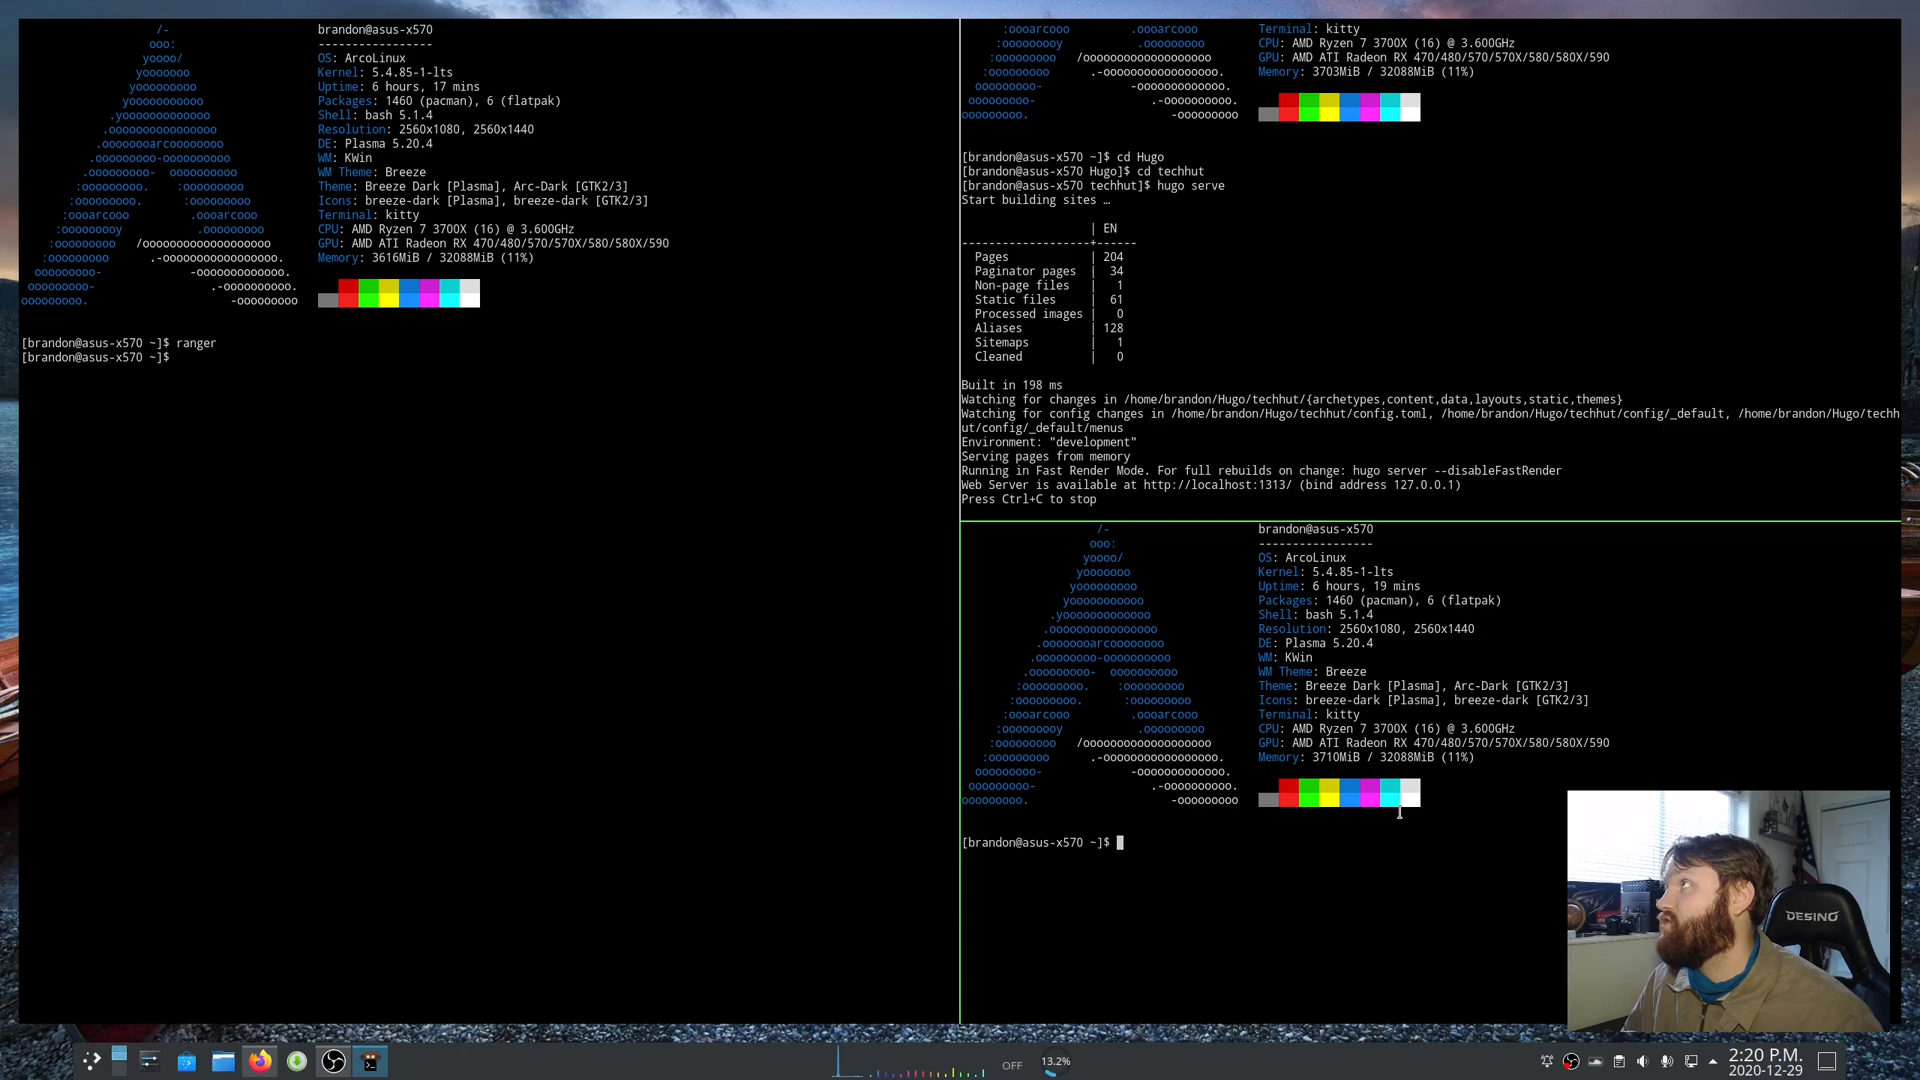 brandon@asus-x570
-----------------
OS: ArcoLinux
Kernel: 5.4.85-1-lts
Uptime: 6 hours, 17 mins
Packages: 1460 (pacman), 6 (flatpak)
Shell: bash 5.1.4
Resolution: 2560x1080, 2560x1440
DE: Plasma 5.20.4
WM: KWin
WM Theme: Breeze
Theme: Breeze Dark [Plasma], Arc-Dark [GTK2/3]
Icons: breeze-dark [Plasma], breeze-dark [GTK2/3]
Terminal: kitty
CPU: AMD Ryzen 7 3700X (16) @ 3.600GHz
GPU: AMD ATI Radeon RX 470/480/570/570X/580/580X/590
Memory: 3616MiB / 32088MiB (11%)
[brandon@asus-x570 ~]$ ranger
[brandon@asus-x570 ~]$
Terminal: kitty
CPU: AMD Ryzen 7 3700X (16) @ 3.600GHz
GPU: AMD ATI Radeon RX 470/480/570/570X/580/580X/590
Memory: 3703MiB / 32088MiB (11%)
[brandon@asus-x570 ~]$ cd Hugo
[brandon@asus-x570 Hugo]$ cd techhut
[brandon@asus-x570 techhut]$ hugo serve
Start building sites …
| EN
-------------------+------
Pages | 204
Paginator pages | 34
Non-page files | 1
Static files | 61
Processed images | 0
Aliases | 128
Sitemaps | 1
Cleaned | 0
Built in 198 ms
Watching for changes in /home/brandon/Hugo/techhut/{archetypes,content,data,layouts,static,themes}
Watching for config changes in /home/brandon/Hugo/techhut/config.toml, /home/brandon/Hugo/techhut/config/_default, /home/brandon/Hugo/techh
ut/config/_default/menus
Environment: "development"
Serving pages from memory
Running in Fast Render Mode. For full rebuilds on change: hugo server --disableFastRender
Web Server is available at http://localhost:1313/ (bind address 127.0.0.1)
Press Ctrl+C to stop
brandon@asus-x570
-----------------
OS: ArcoLinux
Kernel: 5.4.85-1-lts
Uptime: 6 hours, 19 mins
Packages: 1460 (pacman), 6 (flatpak)
Shell: bash 5.1.4
Resolution: 2560x1080, 2560x1440
DE: Plasma 5.20.4
WM: KWin
WM Theme: Breeze
Theme: Breeze Dark [Plasma], Arc-Dark [GTK2/3]
Icons: breeze-dark [Plasma], breeze-dark [GTK2/3]
Terminal: kitty
CPU: AMD Ryzen 7 3700X (16) @ 3.600GHz
GPU: AMD ATI Radeon RX 470/480/570/570X/580/580X/590
Memory: 3710MiB / 32088MiB (11%)
[brandon@asus-x570 ~]$
DESINO
OFF
13.2%
2:20 P.M.
2020-12-29